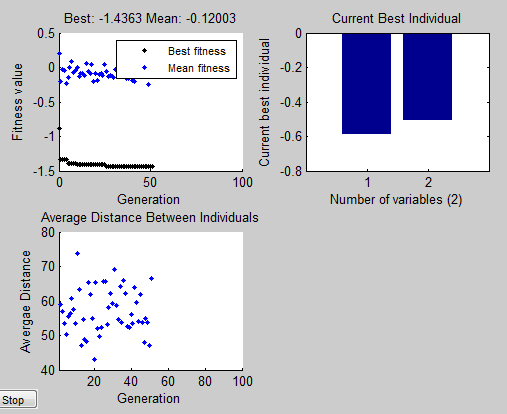 Best: -1.4363 Mean: -0.12003
0.5
0
-0.5
-1
-1.5
Fitness value
Best fitness
Mean fitness
0
50
100
Generation
Current Best Individual
0
-0.2
-0.4
-0.6
-0.8
Current best individual
1
2
Number of variables (2)
Average Distance Between Individuals
80
70
60
50
40
Avergae Distance
20
40
60
80
100
Generation
Stop